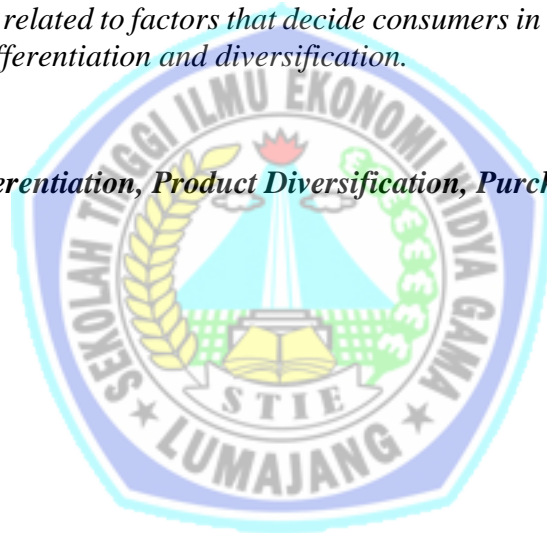 related to factors that decide consumers in
fferentiation and diversification.
erentiation, Product Diversification, Purch
SEKOLAH TINGGI ILMU EKONOMI WIDYA GAMA
STIE
LUMAJANG